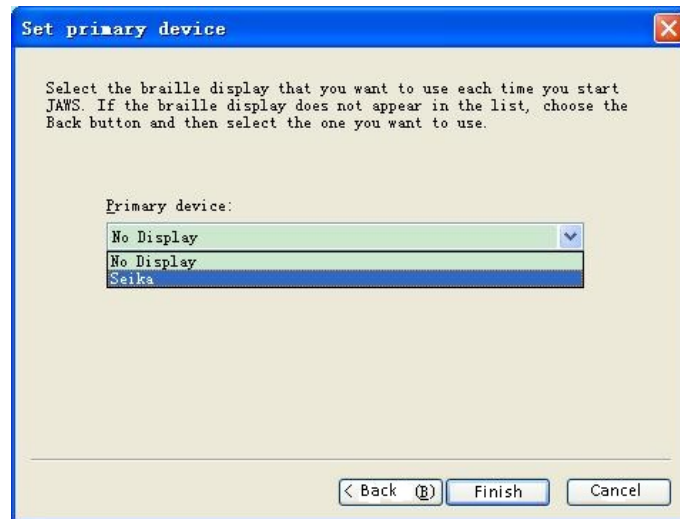 Set primary device
Select the braille display that you want to use each time you start
JAWS. If the braille display does not appear in the list, choose the
Back button and then select the one you want to use.
Primary device:
No Display
No Display
Seika
< Back (B) Finish Cancel